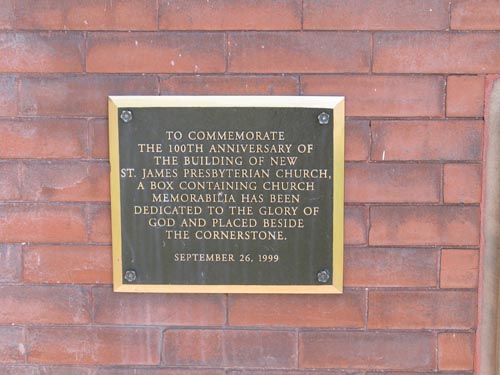 TO COMMEMORATE
THE 100TH ANNIVERSARY OF
THE BUILDING OF NEW
ST. JAMES PRESBYTERIAN CHURCH,
A BOX CONTAINING CHURCH
MEMORABILIA HAS BEEN
DEDICATED TO THE GLORY OF
GOD AND PLACED BESIDE
THE CORNERSTONE.
SEPTEMBER 26, 1999